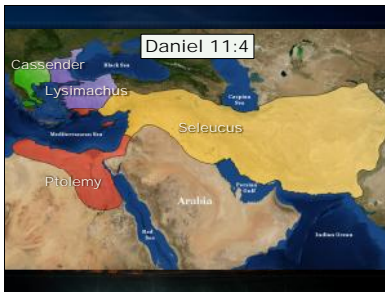 Daniel 11:4
Cassender
Black Sea
Lysimachus
Caspian
Sea
Seleucus
Mediterranean Sea
Ptolemy
Persian
Gulf
Arabia
Red
Sea
Indian Ocean